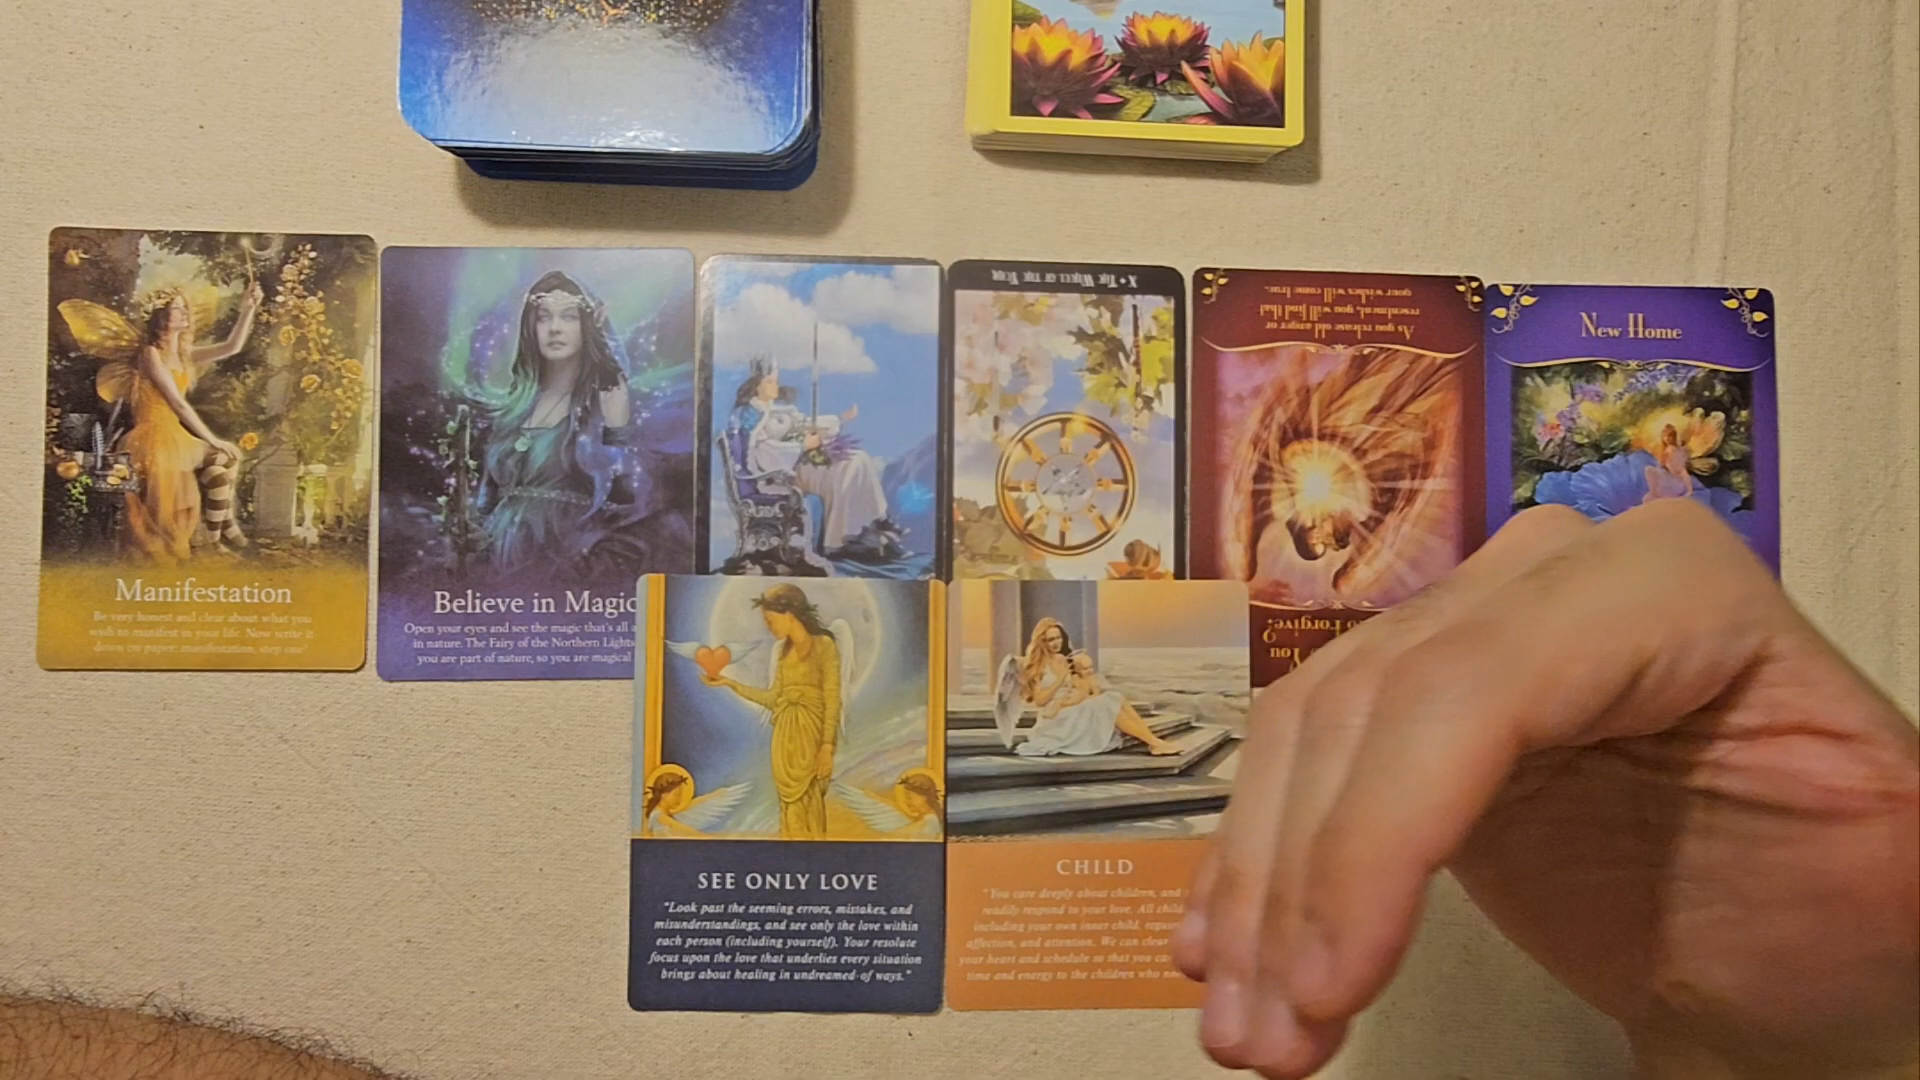 Manifestation
Be very honest and clear about what you
wish to manifest in your life. Now write it
down on paper: manifestation, step one!
Believe in Magic
Open your eyes and see the magic that's all a
in nature. The Fairy of the Northern Lights
you are part of nature, so you are magical
X • The Wheel of the Year
As you release old anger or
resentment, you will find that
your wishes will come true.
You
to Forgive?
New Home
SEE ONLY LOVE
"Look past the seeming errors, mistakes, and
misunderstandings, and see only the love within
each person (including yourself). Your resolute
focus upon the love that underlies every situation
brings about healing in undreamed-of ways."
CHILD
"You care deeply about children, and
readily respond to your love. All child
including your own inner child, requ
affection, and attention. We can clear
your heart and schedule so that you ca
time and energy to the children who ne